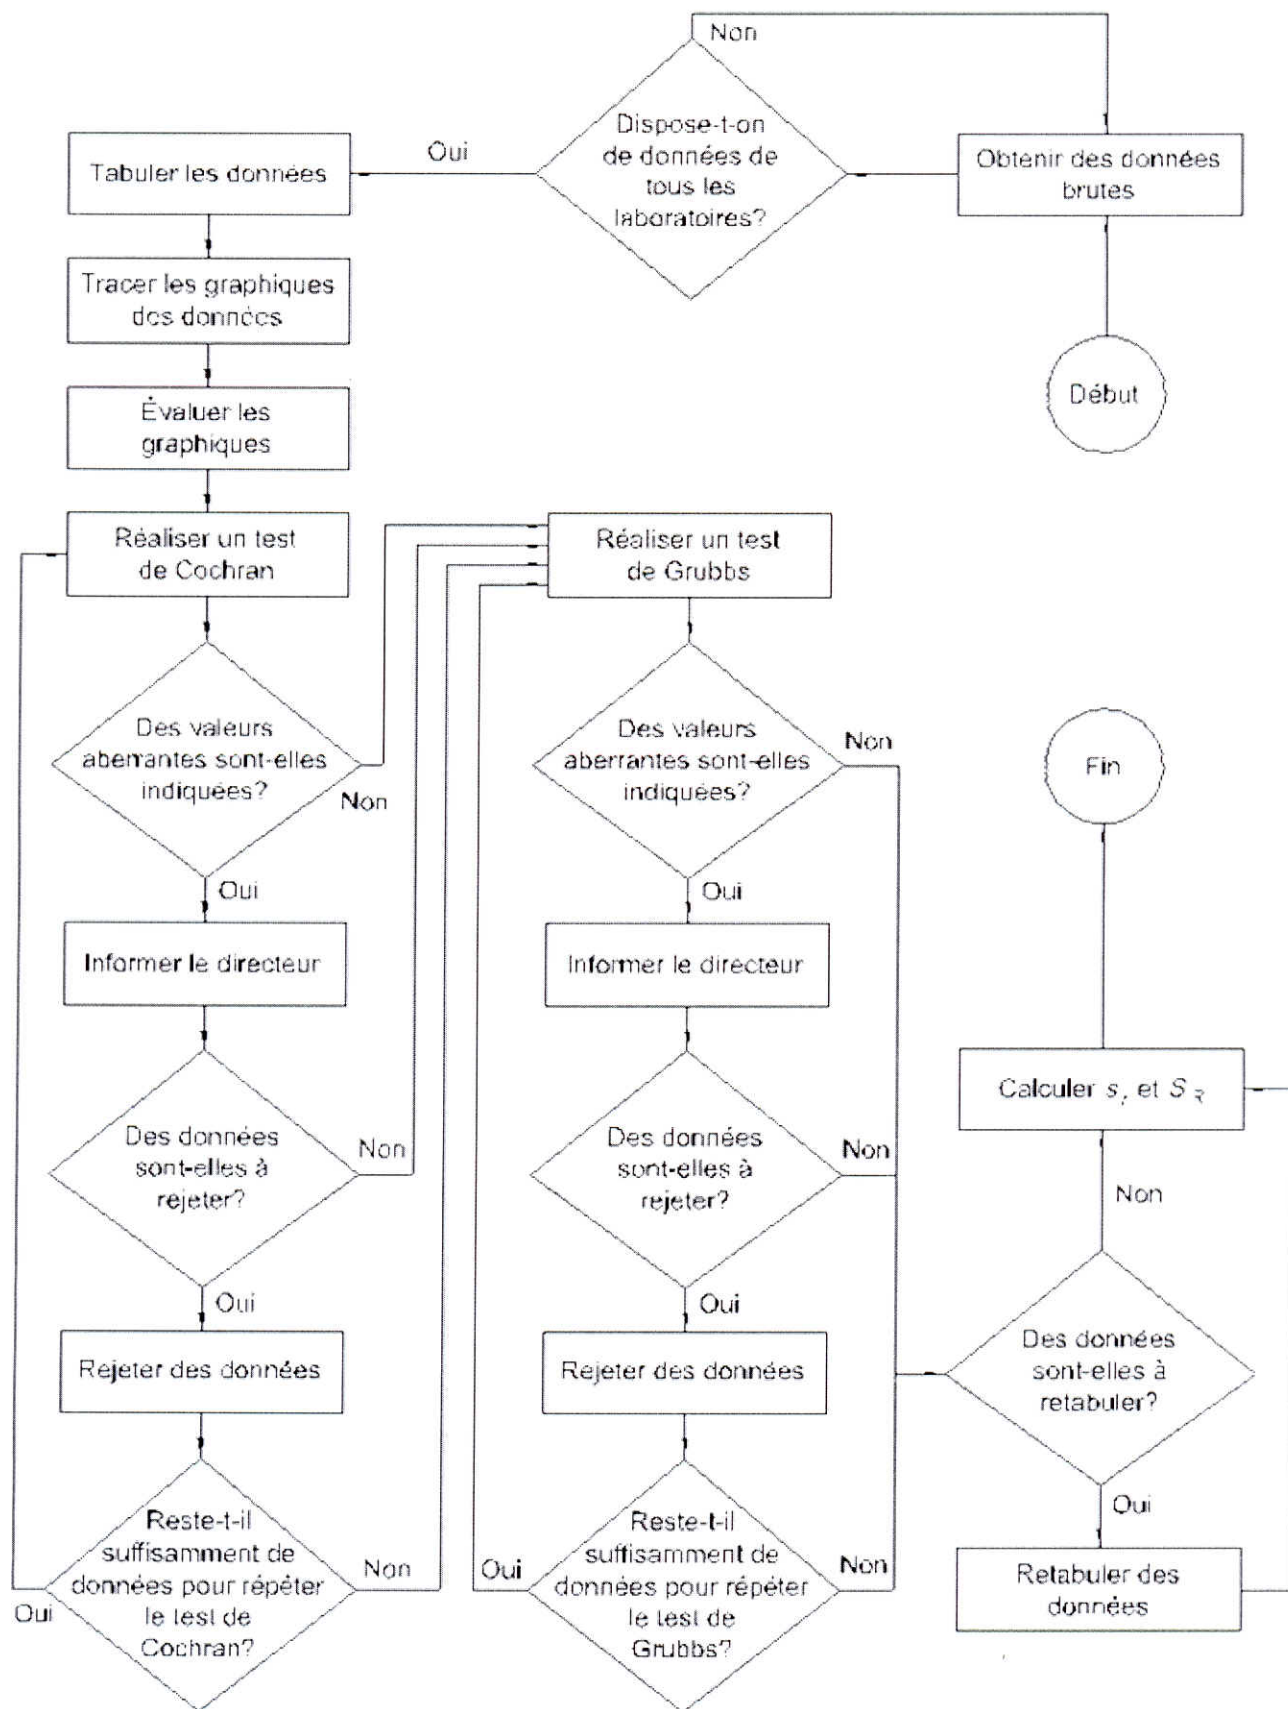 Non
Dispose-t-on
de données de
tous les
laboratoires?
Oui
Tabuler les données
Obtenir des données
brutes
Début
Tracer les graphiques
des données
Évaluer les
graphiques
Réaliser un test
de Cochran
Des valeurs
aberrantes sont-elles
indiquées?
Non
Oui
Informer le directeur
Des données
sont-elles à
rejeter?
Non
Oui
Rejeter des données
Reste-t-il
suffisamment de
données pour répéter
le test de
Cochran?
Non
Oui
Réaliser un test
de Grubbs
Des valeurs
aberrantes sont-elles
indiquées?
Non
Oui
Informer le directeur
Des données
sont-elles à
rejeter?
Non
Oui
Rejeter des données
Reste-t-il
suffisamment de
données pour répéter
le test de
Grubbs?
Oui
Non
Fin
Calculer s r et S R
Non
Des données
sont-elles à
retabuler?
Oui
Retabuler des
données